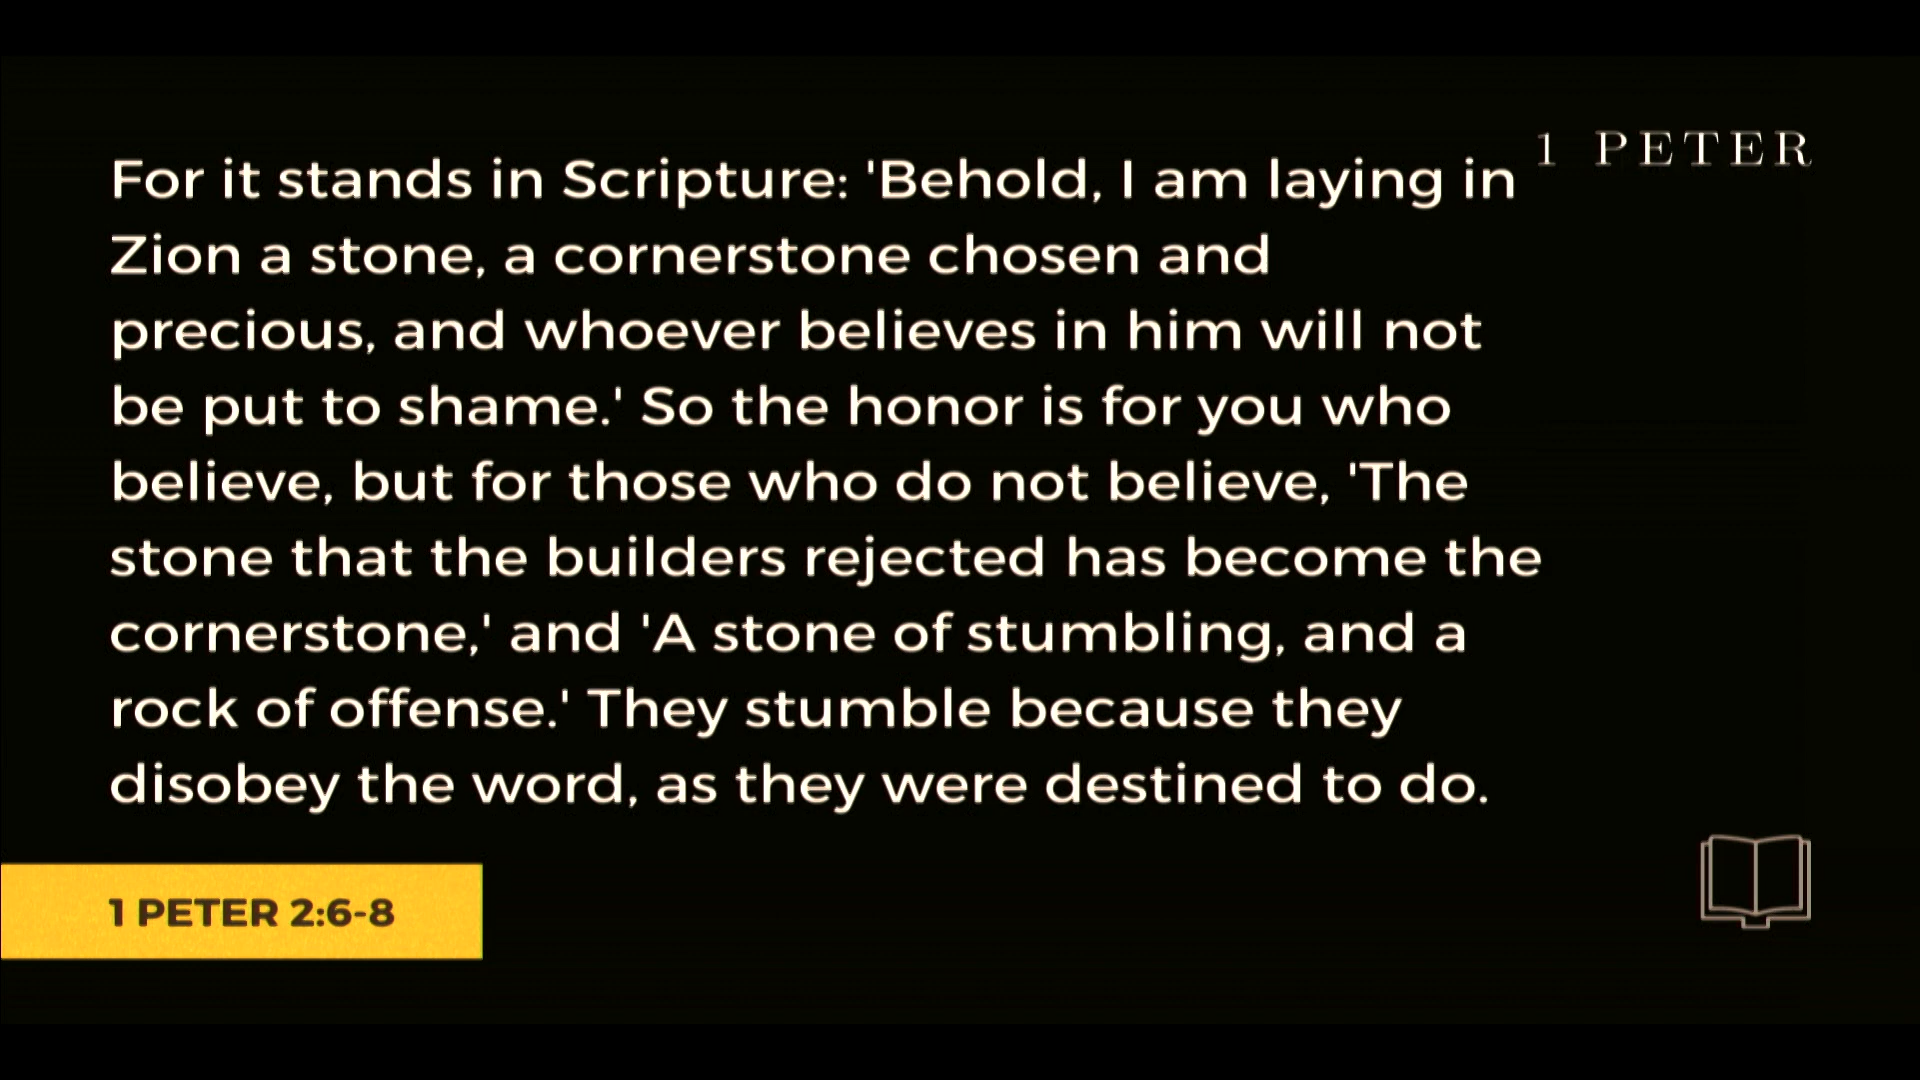 1 PETER
For it stands in Scripture: 'Behold, I am laying in
Zion a stone, a cornerstone chosen and
precious, and whoever believes in him will not
be put to shame.' So the honor is for you who
believe, but for those who do not believe, 'The
stone that the builders rejected has become the
cornerstone,' and 'A stone of stumbling, and a
rock of offense.' They stumble because they
disobey the word, as they were destined to do.
1 PETER 2:6-8